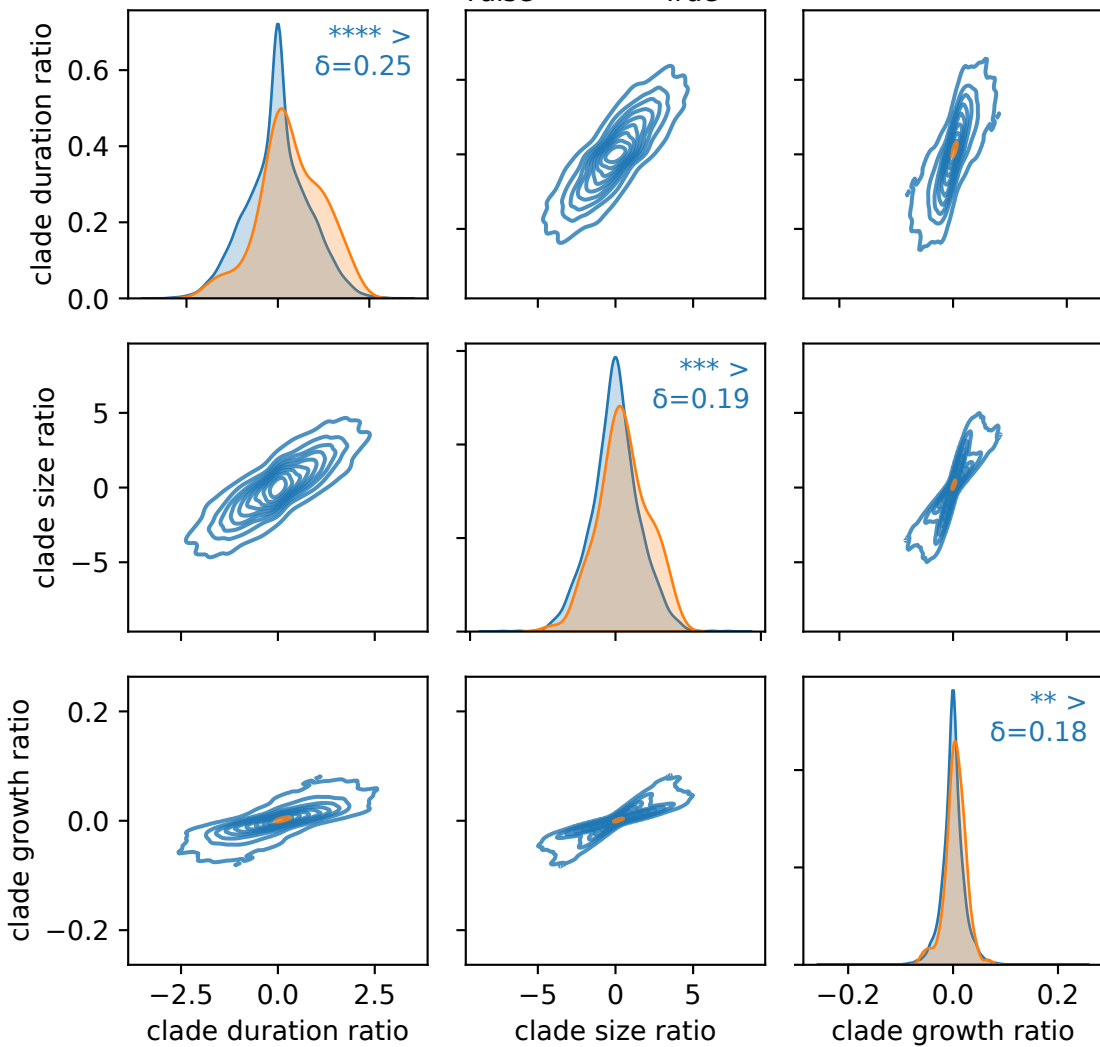 **** >
δ=0.25
clade duration ratio
0.6
0.4
0.2
0.0
*** >
δ=0.19
clade size ratio
5
0
−5
** >
δ=0.18
clade growth ratio
0.2
0.0
−0.2
−2.5 0.0 2.5 −5 0 5 −0.2 0.0 0.2
clade duration ratio clade size ratio clade growth ratio